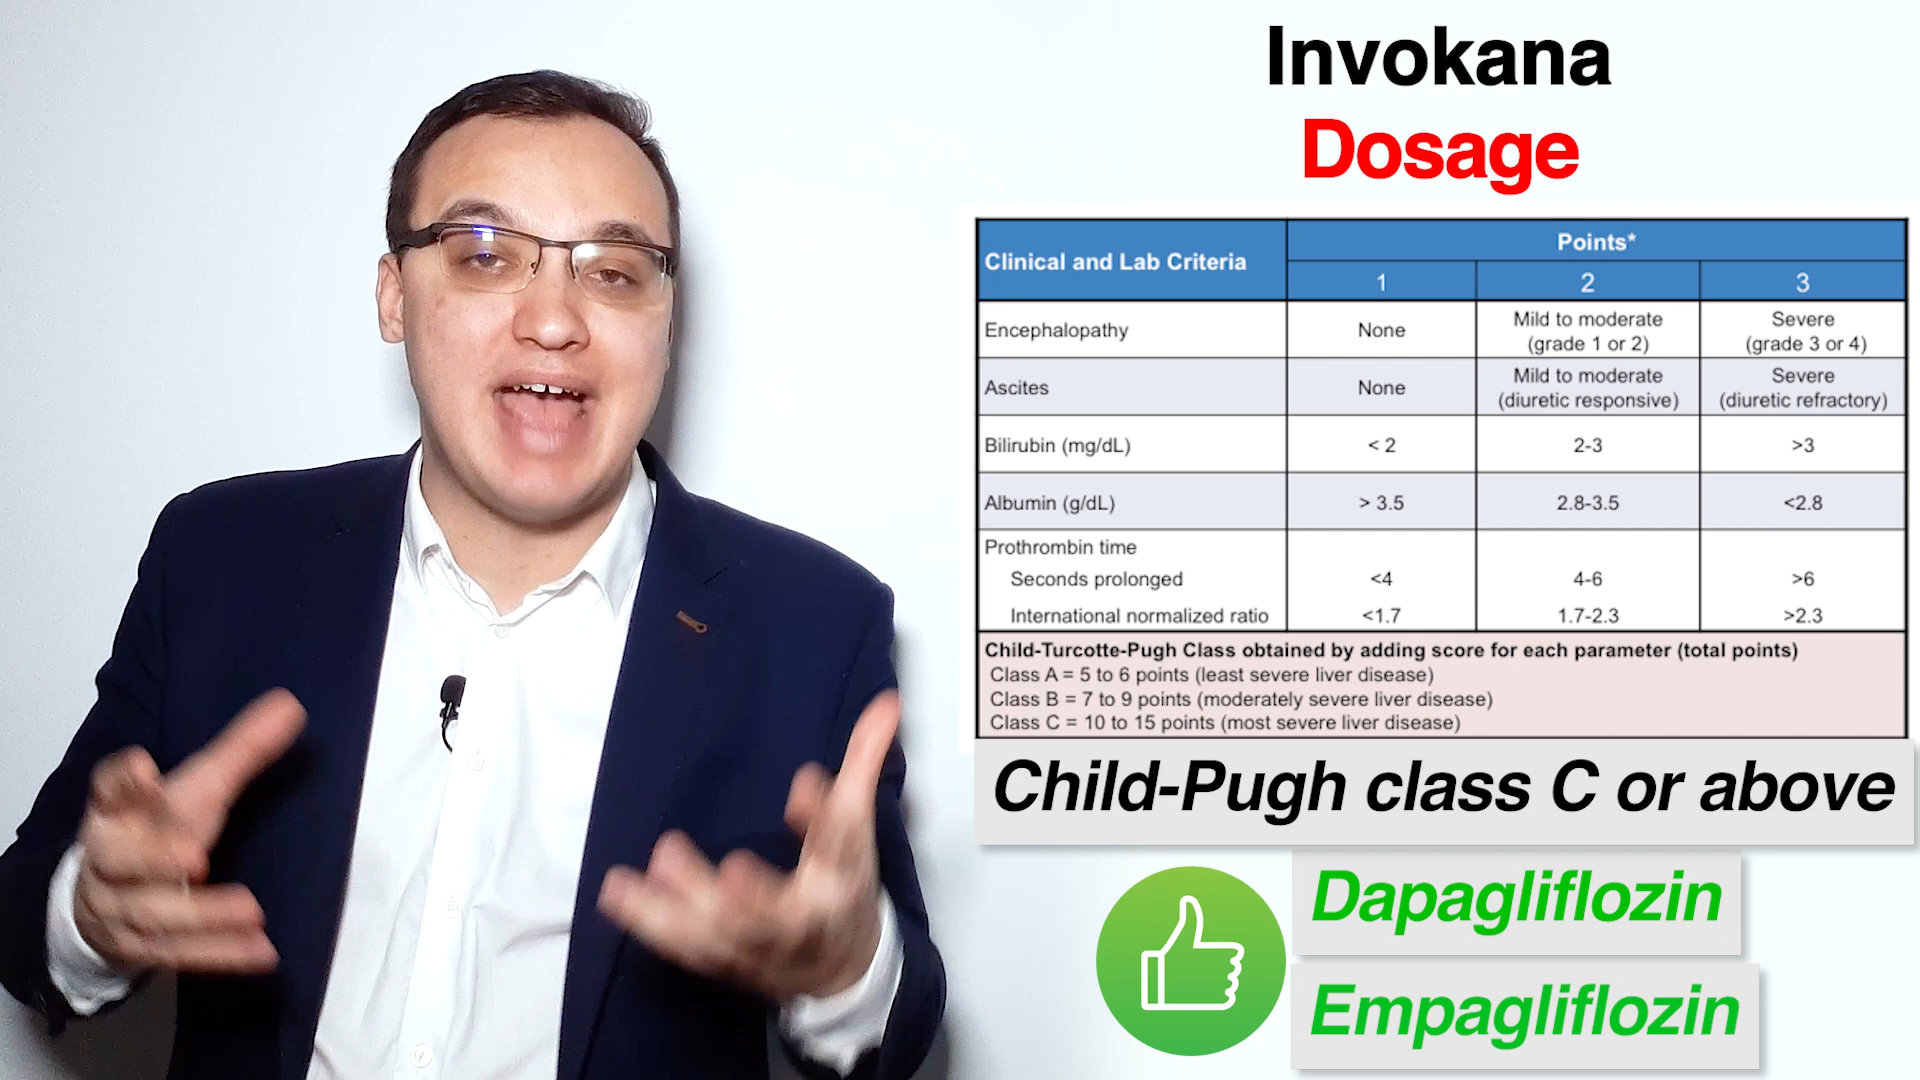 Invokana
Dosage
Clinical and Lab Criteria
Points*
1 2 3
Encephalopathy None Mild to moderate (grade 1 or 2) Severe (grade 3 or 4)
Ascites None Mild to moderate (diuretic responsive) Severe (diuretic refractory)
Bilirubin (mg/dL) < 2 2-3 >3
Albumin (g/dL) > 3.5 2.8-3.5 <2.8
Prothrombin time
Seconds prolonged <4 4-6 >6
International normalized ratio <1.7 1.7-2.3 >2.3
Child-Turcotte-Pugh Class obtained by adding score for each parameter (total points)
Class A = 5 to 6 points (least severe liver disease)
Class B = 7 to 9 points (moderately severe liver disease)
Class C = 10 to 15 points (most severe liver disease)
Child-Pugh class C or above
Dapagliflozin
Empagliflozin